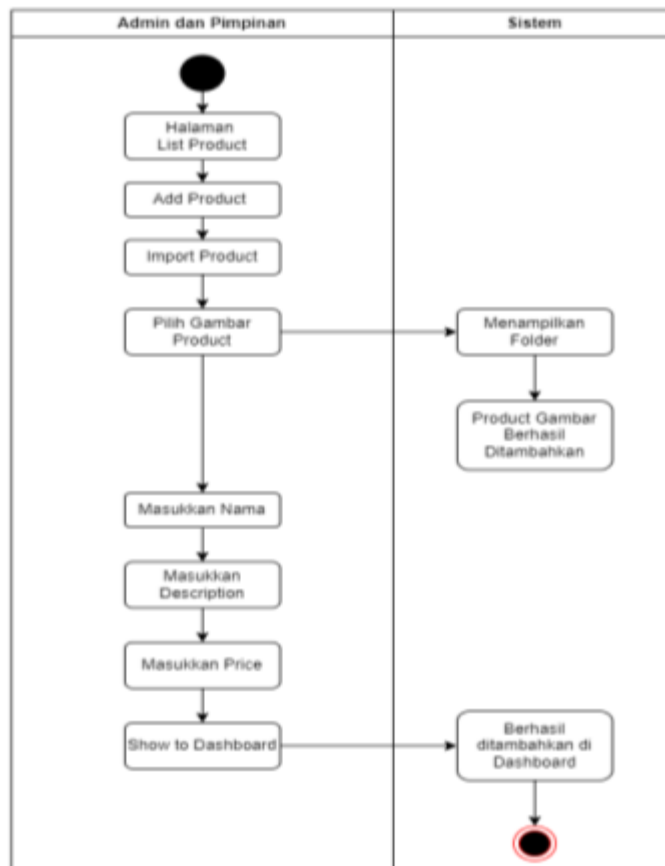 Admin dan Pimpinan
Sistem
Halaman
List Product
Add Product
Import Product
Pilih Gambar
Product
Menampilkan
Folder
Product Gambar
Berhasil
Ditambahkan
Masukkan Nama
Masukkan
Description
Masukkan Price
Show to Dashboard
Berhasil
ditambahkan di
Dashboard